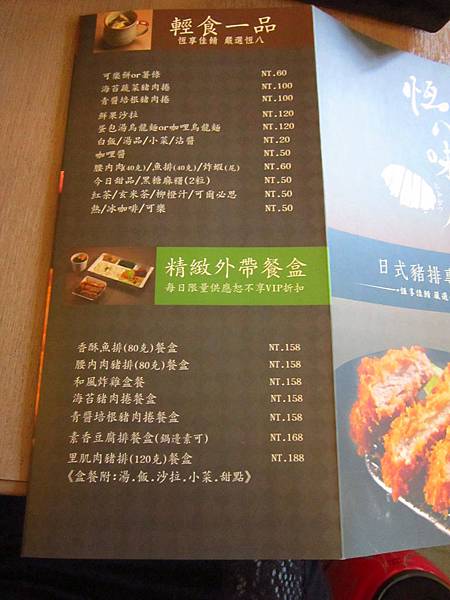 輕食一品
恆享佳餚 嚴選恆八
可樂餅or薯條 NT.60
海苔蔬菜豬肉捲 NT.100
青醬培根豬肉捲 NT.100
鮮果沙拉 NT.120
蛋包湯烏龍麵or咖哩烏龍麵 NT.120
白飯/湯品/小菜/沾醬 NT.20
咖哩醬 NT.50
腰內肉(40克)/魚排(40克)/炸蝦(尾) NT.60
今日甜品/黑糖麻糬(2粒) NT.50
紅茶/玄米茶/柳橙汁/可爾必思 NT.50
熱/冰咖啡/可樂 NT.50
精緻外帶餐盒
每日限量供應恕不享VIP折扣
香酥魚排(80克)餐盒 NT.158
腰內肉豬排(80克)餐盒 NT.158
和風炸雞盒餐 NT.158
海苔豬肉捲餐盒 NT.158
青醬培根豬肉捲餐盒 NT.158
素香豆腐排餐盒(鍋邊素可) NT.168
里肌肉豬排(120克)餐盒 NT.188
《盒餐附:湯.飯.沙拉.小菜.甜點》
恆八味
日式豬排專
恆享佳餚 嚴選